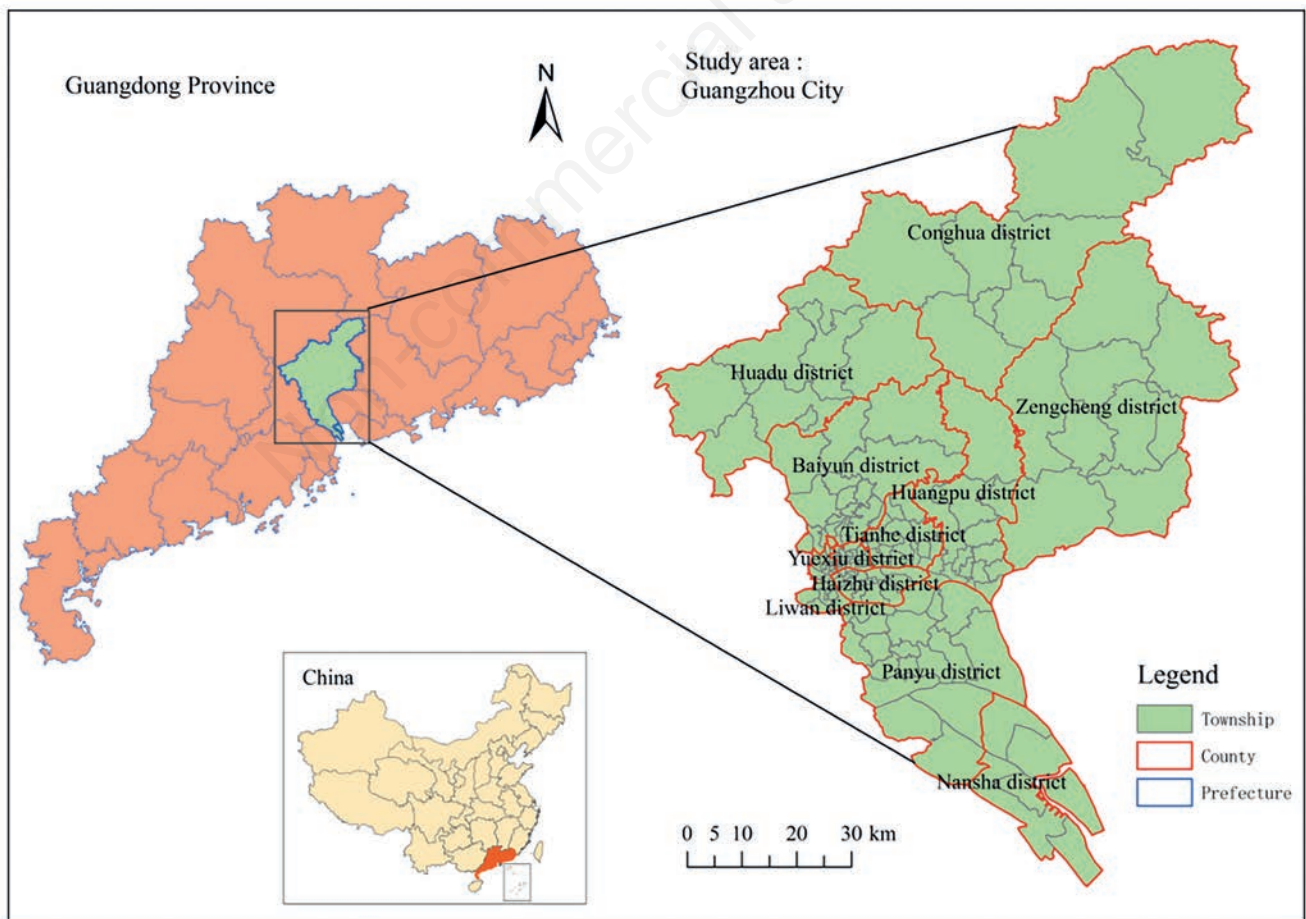 Guangdong Province
N
Study area :
Guangzhou City
Conghua district
Huadu district
Zengcheng district
Baiyun district
Huangpu district
Tianhe district
Yuexiu district
Haizhu district
Liwan district
Panyu district
Nansha district
China
Legend
Township
County
Prefecture
0 5 10 20 30 km
Non-commercial